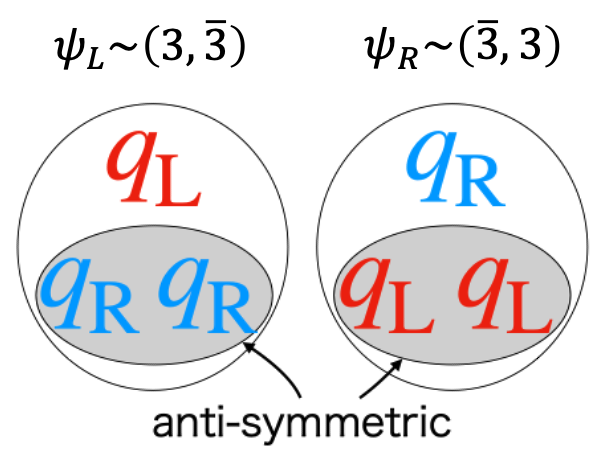 ψ_L~(3, 3̅) ψ_R~(3̅, 3)
q_L q_R
q_R q_R q_L q_L
anti-symmetric